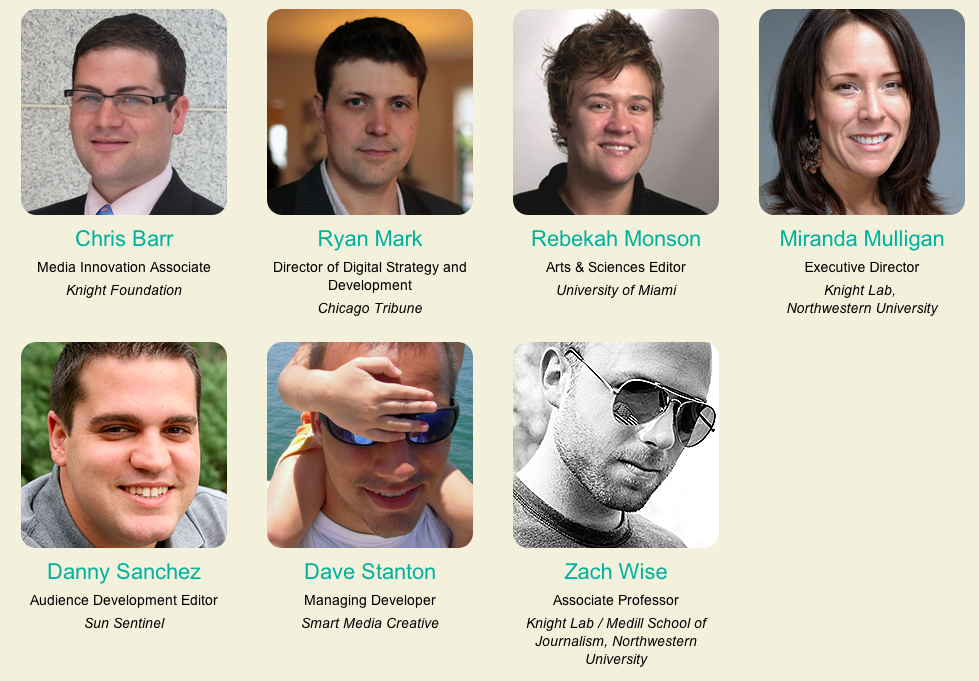 Chris Barr
Media Innovation Associate
Knight Foundation
Ryan Mark
Director of Digital Strategy and
Development
Chicago Tribune
Rebekah Monson
Arts & Sciences Editor
University of Miami
Miranda Mulligan
Executive Director
Knight Lab,
Northwestern University
Danny Sanchez
Audience Development Editor
Sun Sentinel
Dave Stanton
Managing Developer
Smart Media Creative
Zach Wise
Associate Professor
Knight Lab / Medill School of
Journalism, Northwestern
University